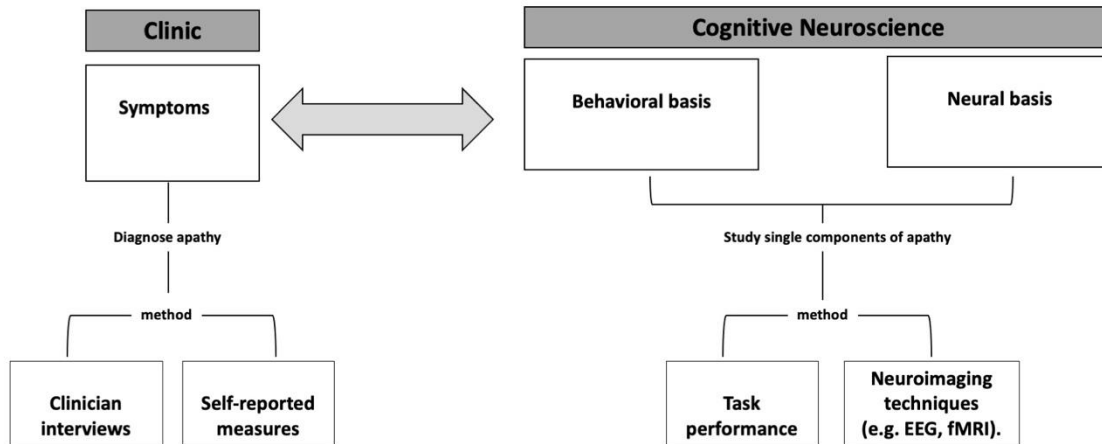 Clinic
Cognitive Neuroscience
Symptoms
Behavioral basis
Neural basis
Diagnose apathy
Study single components of apathy
method
method
Clinician
interviews
Self-reported
measures
Task
performance
Neuroimaging
techniques
(e.g. EEG, fMRI).